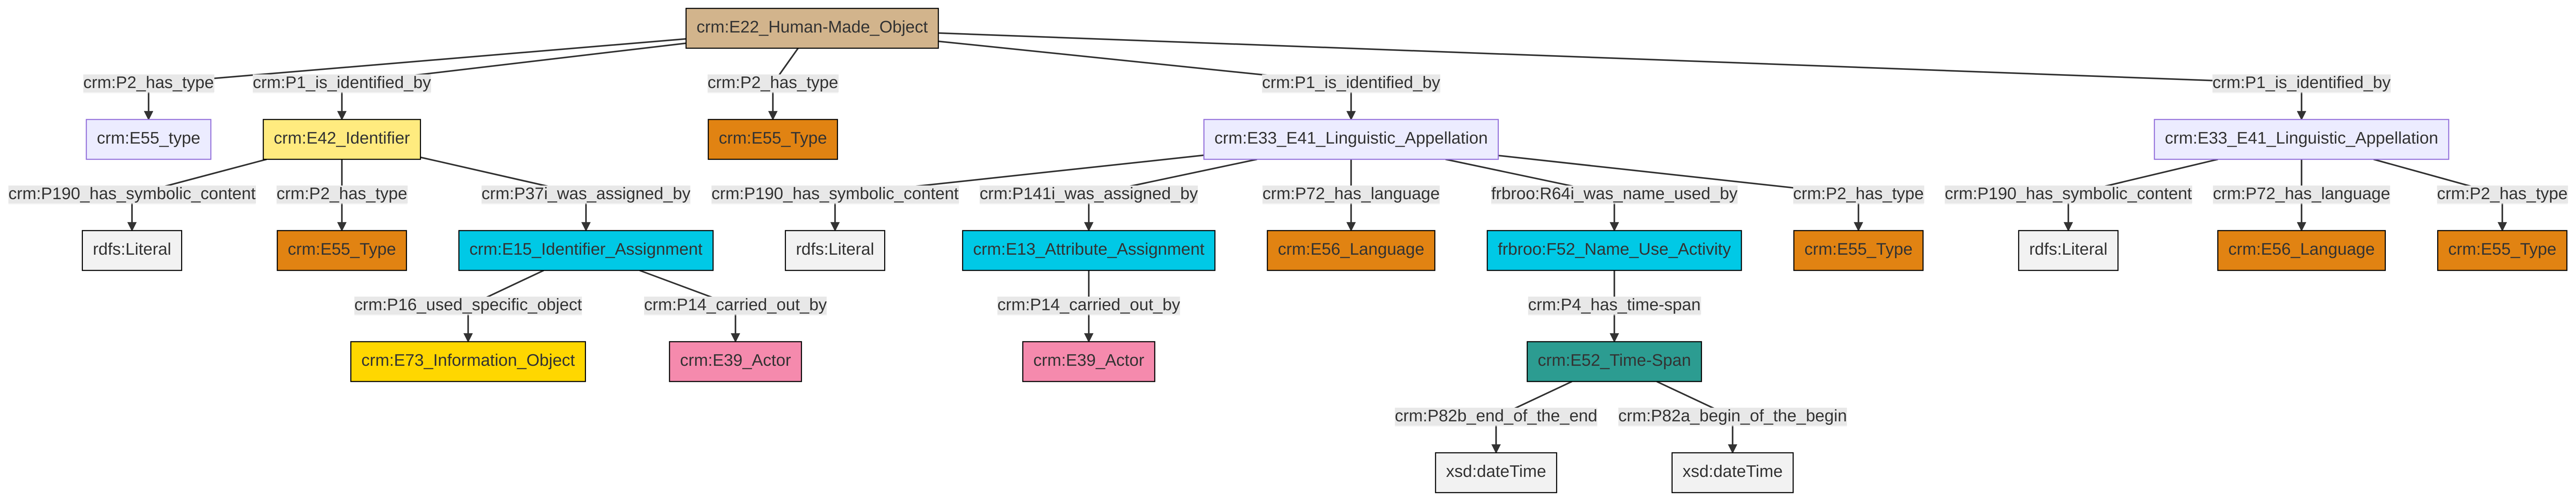 crm:E22_Human-Made_Object
crm:P2_has_type crm:P1_is_identified_by crm:P2_has_type crm:P1_is_identified_by crm:P1_is_identified_by
crm:E55_type crm:E42_Identifier crm:E55_Type crm:E33_E41_Linguistic_Appellation crm:E33_E41_Linguistic_Appellation
crm:P190_has_symbolic_content crm:P2_has_type crm:P37i_was_assigned_by crm:P190_has_symbolic_content crm:P141i_was_assigned_by crm:P72_has_language frbroo:R64i_was_name_used_by crm:P2_has_type crm:P190_has_symbolic_content crm:P72_has_language crm:P2_has_type
rdfs:Literal crm:E55_Type crm:E15_Identifier_Assignment rdfs:Literal crm:E13_Attribute_Assignment crm:E56_Language frbroo:F52_Name_Use_Activity crm:E55_Type rdfs:Literal crm:E56_Language crm:E55_Type
crm:P16_used_specific_object crm:P14_carried_out_by crm:P14_carried_out_by crm:P4_has_time-span
crm:E73_Information_Object crm:E39_Actor crm:E39_Actor crm:E52_Time-Span
crm:P82b_end_of_the_end crm:P82a_begin_of_the_begin
xsd:dateTime xsd:dateTime